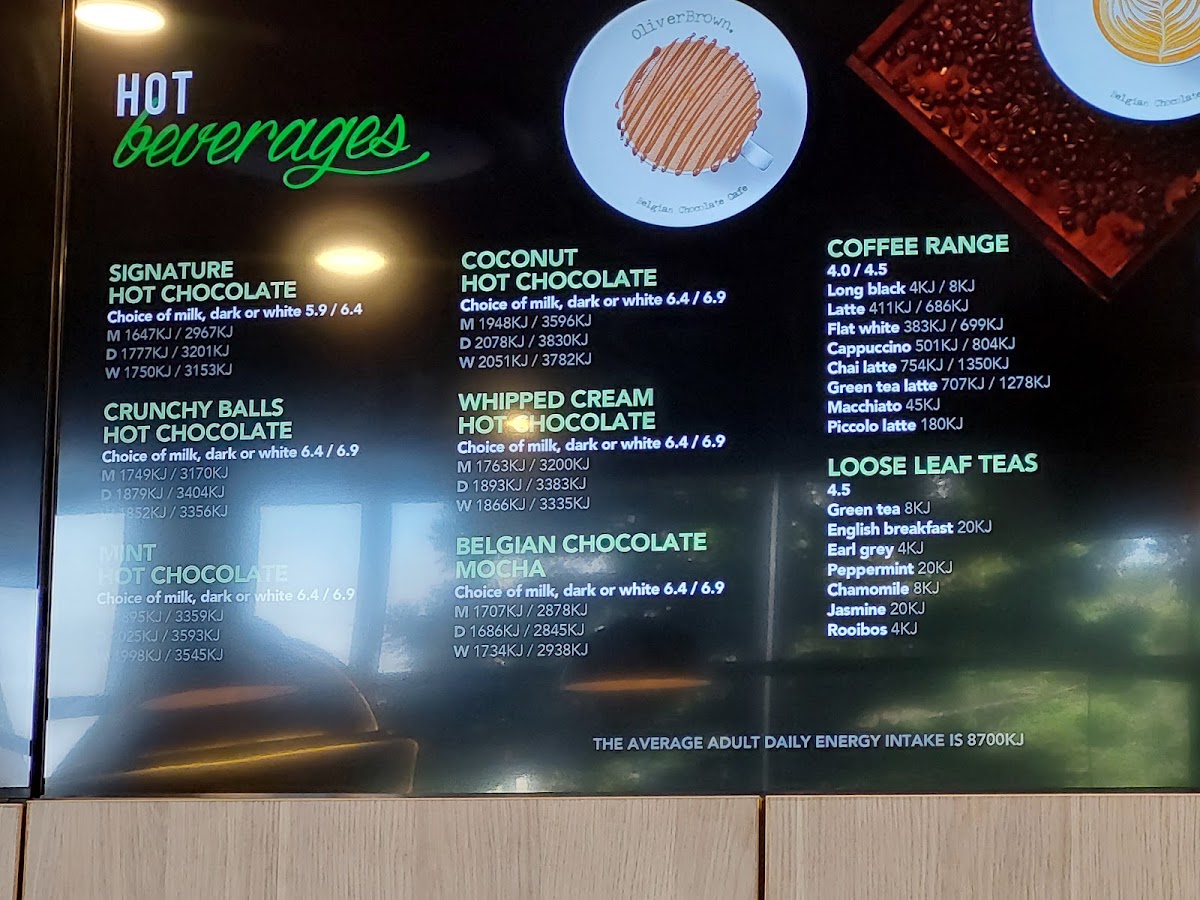 oliverBrown.
Belgian Chocolate Cafe
Belgian Chocolate
HOT
beverages
SIGNATURE
HOT CHOCOLATE
Choice of milk, dark or white 5.9 / 6.4
M 1647KJ / 2967KJ
D 1777KJ / 3201KJ
W 1750KJ / 3153KJ
CRUNCHY BALLS
HOT CHOCOLATE
Choice of milk, dark or white 6.4 / 6.9
M 1749KJ / 3170KJ
D 1879KJ / 3404KJ
W 1852KJ / 3356KJ
MINT
HOT CHOCOLATE
Choice of milk, dark or white 6.4 / 6.9
/ 3359KJ
/ 3593KJ
/ 3545KJ
COCONUT
HOT CHOCOLATE
Choice of milk, dark or white 6.4 / 6.9
M 1948KJ / 3596KJ
D 2078KJ / 3830KJ
W 2051KJ / 3782KJ
WHIPPED CREAM
HOT CHOCOLATE
Choice of milk, dark or white 6.4 / 6.9
M 1763KJ / 3200KJ
D 1893KJ / 3383KJ
W 1866KJ / 3335KJ
BELGIAN CHOCOLATE
MOCHA
Choice of milk, dark or white 6.4 / 6.9
M 1707KJ / 2878KJ
D 1686KJ / 2845KJ
W 1734KJ / 2938KJ
COFFEE RANGE
4.0 / 4.5
Long black 4KJ / 8KJ
Latte 411KJ / 686KJ
Flat white 383KJ / 699KJ
Cappuccino 501KJ / 804KJ
Chai latte 754KJ / 1350KJ
Green tea latte 707KJ / 1278KJ
Macchiato 45KJ
Piccolo latte 180KJ
LOOSE LEAF TEAS
4.5
Green tea 8KJ
English breakfast 20KJ
Earl grey 4KJ
Peppermint 20KJ
Chamomile 8KJ
Jasmine 20KJ
Rooibos 4KJ
THE AVERAGE ADULT DAILY ENERGY INTAKE IS 8700KJ